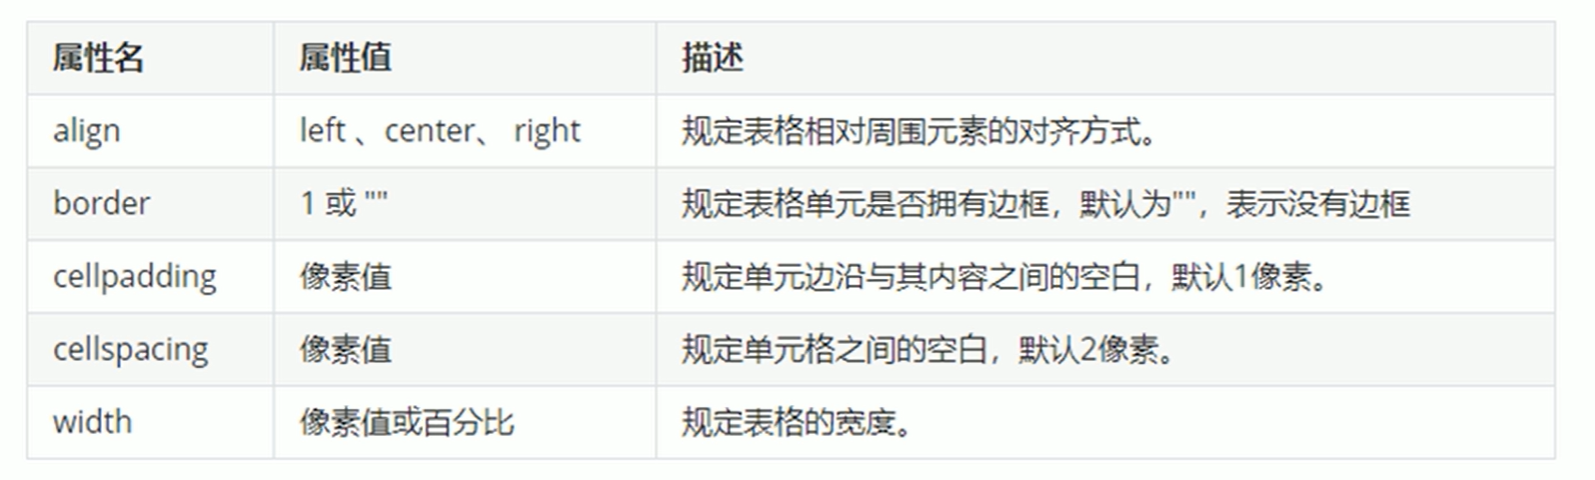 属性名 属性值 描述
align left 、center、 right 规定表格相对周围元素的对齐方式。
border 1 或 "" 规定表格单元是否拥有边框，默认为""，表示没有边框
cellpadding 像素值 规定单元边沿与其内容之间的空白，默认1像素。
cellspacing 像素值 规定单元格之间的空白，默认2像素。
width 像素值或百分比 规定表格的宽度。